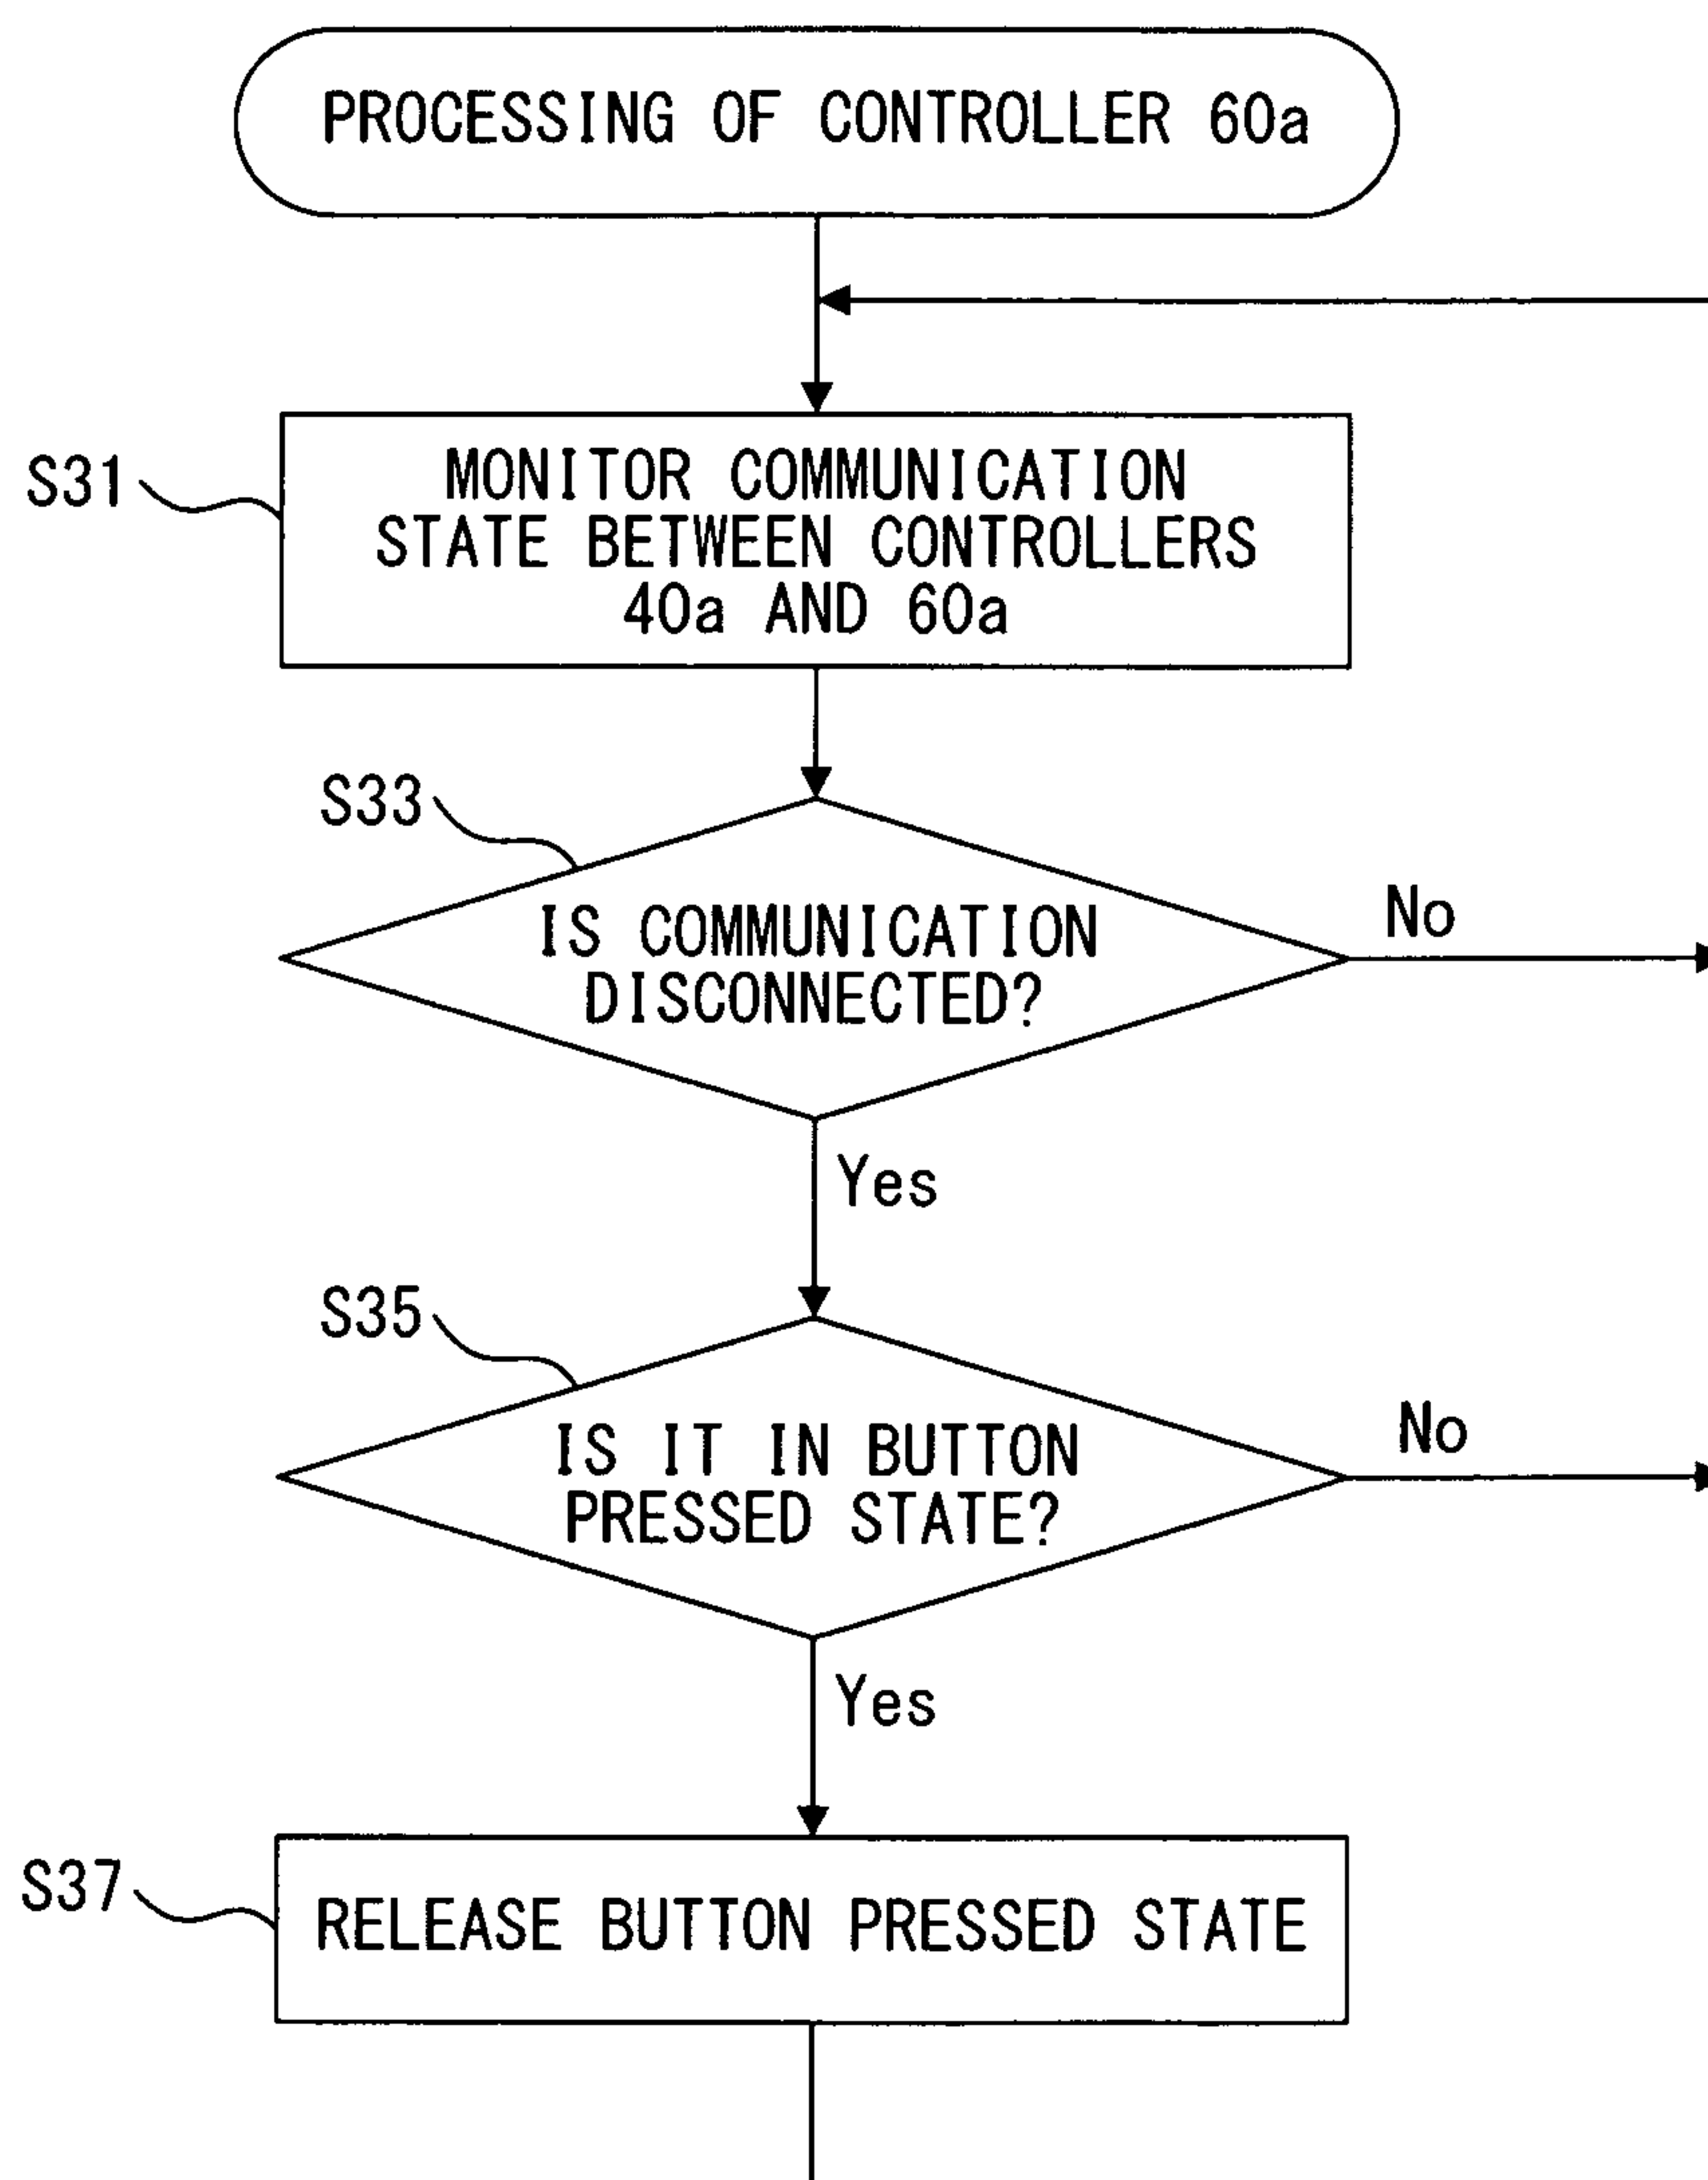 PROCESSING OF CONTROLLER 60a
S31
MONITOR COMMUNICATION
STATE BETWEEN CONTROLLERS
40a AND 60a
S33
IS COMMUNICATION
DISCONNECTED?
No
Yes
S35
IS IT IN BUTTON
PRESSED STATE?
No
Yes
S37
RELEASE BUTTON PRESSED STATE